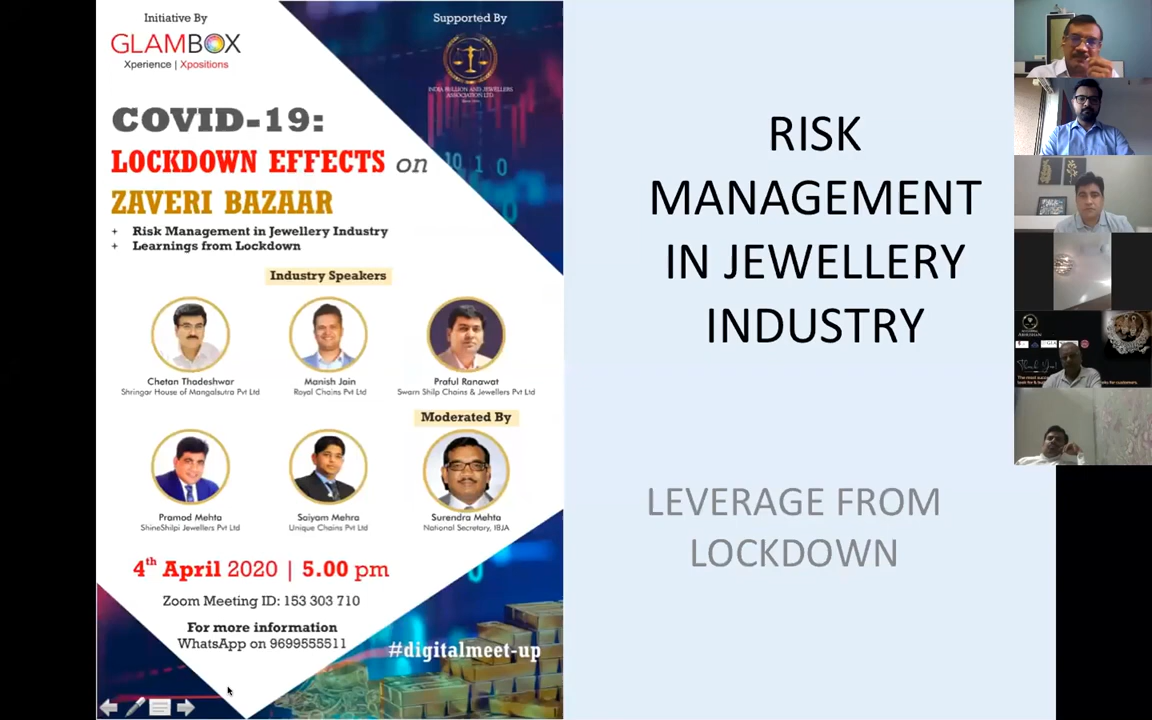 Initiative By
GLAMBOX
Xperience | Xpositions
Supported By
INDIA BULLION AND JEWELLERS
ASSOCIATION LTD
COVID-19:
LOCKDOWN EFFECTS on
ZAVERI BAZAAR
+ Risk Management in Jewellery Industry
+ Learnings from Lockdown
Industry Speakers
Chetan Thadeshwar
Shringar House of Mangalsutra Pvt Ltd
Manish Jain
Royal Chains Pvt Ltd
Praful Ranawat
Swarn Shilp Chains & Jewellers Pvt Ltd
Moderated By
Pramod Mehta
ShineShilpi Jewellers Pvt Ltd
Saiyam Mehra
Unique Chains Pvt Ltd
Surendra Mehta
National Secretary, IBJA
4th April 2020 | 5.00 pm
Zoom Meeting ID: 153 303 710
For more information
WhatsApp on 9699555511
#digitalmeet-up
RISK
MANAGEMENT
IN JEWELLERY
INDUSTRY
LEVERAGE FROM
LOCKDOWN